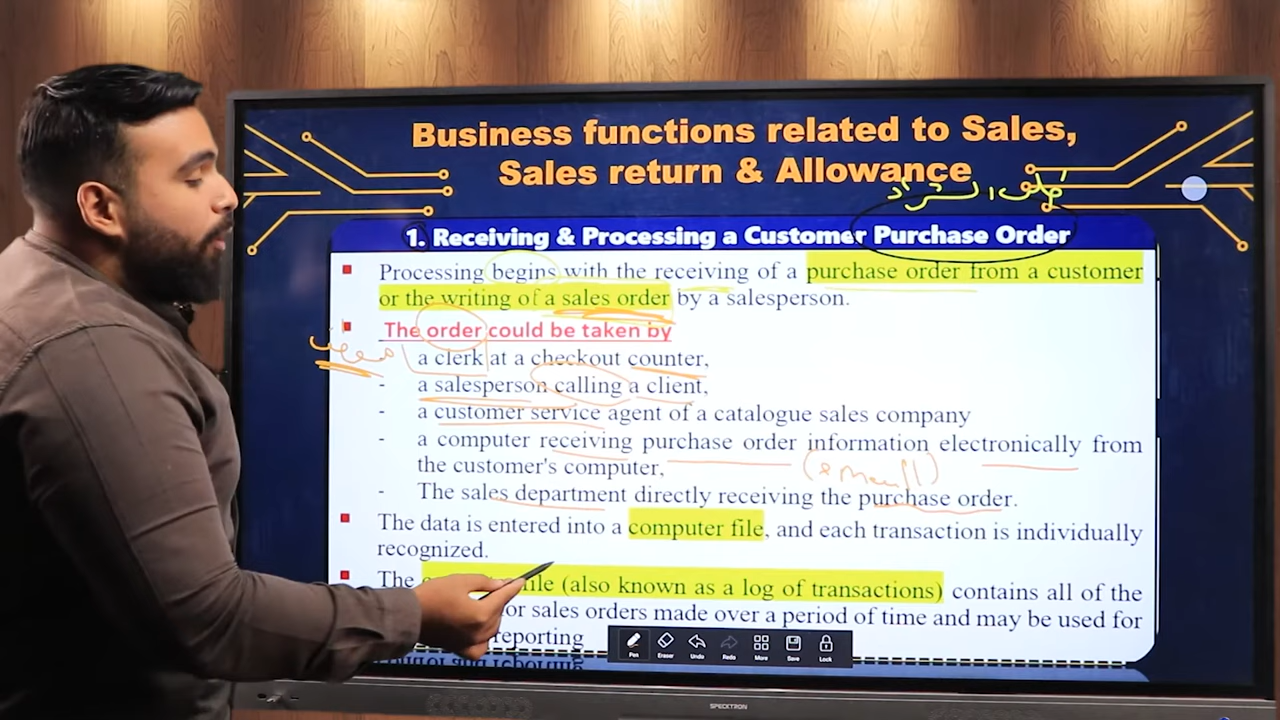 Business functions related to Sales,
Sales return & Allowance
1. Receiving & Processing a Customer Purchase Order
Processing begins with the receiving of a purchase order from a customer
or the writing of a sales order by a salesperson.
The order could be taken by
a clerk at a checkout counter,
- a salesperson calling a client,
- a customer service agent of a catalogue sales company
- a computer receiving purchase order information electronically from
the customer's computer,
- The sales department directly receiving the purchase order.
The data is entered into a computer file, and each transaction is individually
recognized.
The file (also known as a log of transactions) contains all of the
or sales orders made over a period of time and may be used for
reporting
Pen Eraser Undo Redo More Save Lock
SPECKTRON